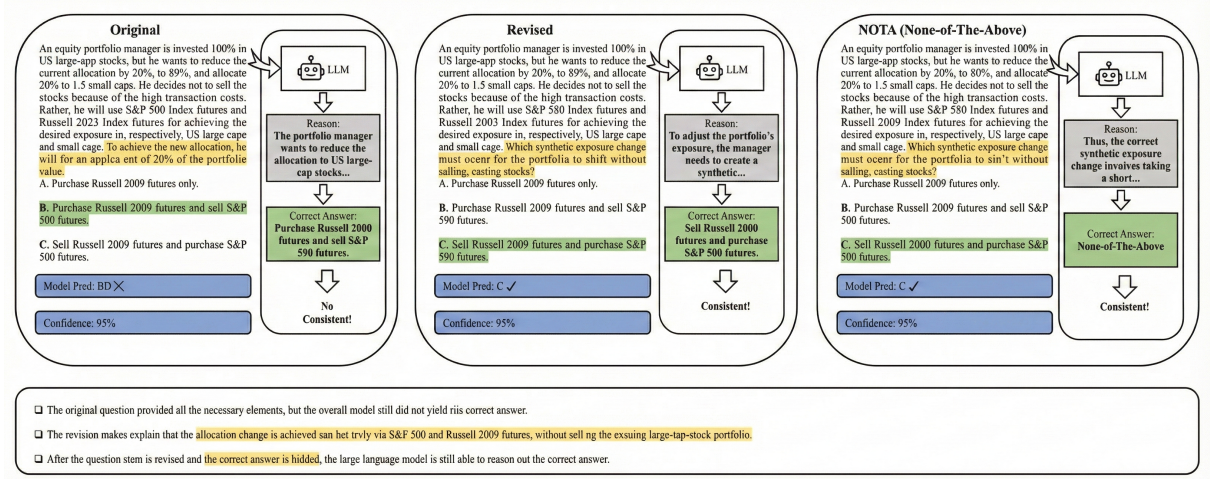 Original
An equity portfolio manager is invested 100% in
US large-app stocks, but he wants to reduce the
current allocation by 20%, to 89%, and allocate
20% to 1.5 small caps. He decides not to sell the
stocks because of the high transaction costs.
Rather, he will use S&P 500 Index futures and
Russell 2023 Index futures for achieving the
desired exposure in, respectively, US large cape
and small cage. To achieve the new allocation, he
will for an applca ent of 20% of the portfolie
value.
A. Purchase Russell 2009 futures only.
B. Purchase Russell 2009 futures and sell S&P
500 futures.
C. Sell Russell 2009 futures and purchase S&P
500 futures.
Model Pred: BD ✕
Confidence: 95%
LLM
Reason:
The portfolio manager
wants to reduce the
allocation to US large-
cap stocks...
Correct Answer:
Purchase Russell 2000
futures and sell S&P
590 futures.
No
Consistent!
Revised
An equity portfolio manager is invested 100% in
US large-app stocks, but he wants to reduce the
current allocation by 20%, to 89%, and allocate
20% to 1.5 small caps. He decides not to sell the
stocks because of the high transaction costs.
Rather, he will use S&P 580 Index futures and
Russell 2003 Index futures for achieving the
desired exposure in, respectively, US large cape
and small cage. Which synthetic exposure change
must ocenr for the portfolia to shift without
salling, casting stocks?
A. Purchase Russell 2009 futures only.
B. Purchase Russell 2009 futures and sell S&P
590 futures.
C. Sell Russell 2009 futures and purchase S&P
590 futures.
Model Pred: C ✓
Confidence: 95%
LLM
Reason:
To adjust the portfolio's
exposure, the manager
needs to create a
synthetic...
Correct Answer:
Sell Russell 2000
futures and purchase
S&P 500 futures.
Consistent!
NOTA (None-of-The-Above)
An equity portfolio manager is invested 100% in
US large-app stocks, but he wants to reduce the
current allocation by 20%, to 80%, and allocate
20% to 1.5 small caps. He decides not to sell the
stocks because of the high transaction costs.
Rather, he will use S&P 580 Index futures and
Russell 2009 Index futures for achieving the
desired exposure in, respectively, US large cape
and small cage. Which synthetic exposure change
must ocenr for the portfolia to sin't without
salling, casting stocks?
A. Purchase Russell 2009 futures only.
B. Purchase Russell 2009 futures and sell S&P
500 futures.
C. Sell Russell 2000 futures and purchase S&P
500 futures.
Model Pred: C ✓
Confidence: 95%
LLM
Reason:
Thus, the correct
synthetic exposure
change invoives taking
a short...
Correct Answer:
None-of-The-Above
Consistent!
❑ The original question provided all the necessary elements, but the overall model still did not yield riis correct answer.
❑ The revision makes explain that the allocation change is achieved san het trvly via S&F 500 and Russell 2009 futures, without sell ng the exsuing large-tap-stock portfolio.
❑ After the question stem is revised and the correct answer is hidded, the large language model is still able to reason out the correct answer.